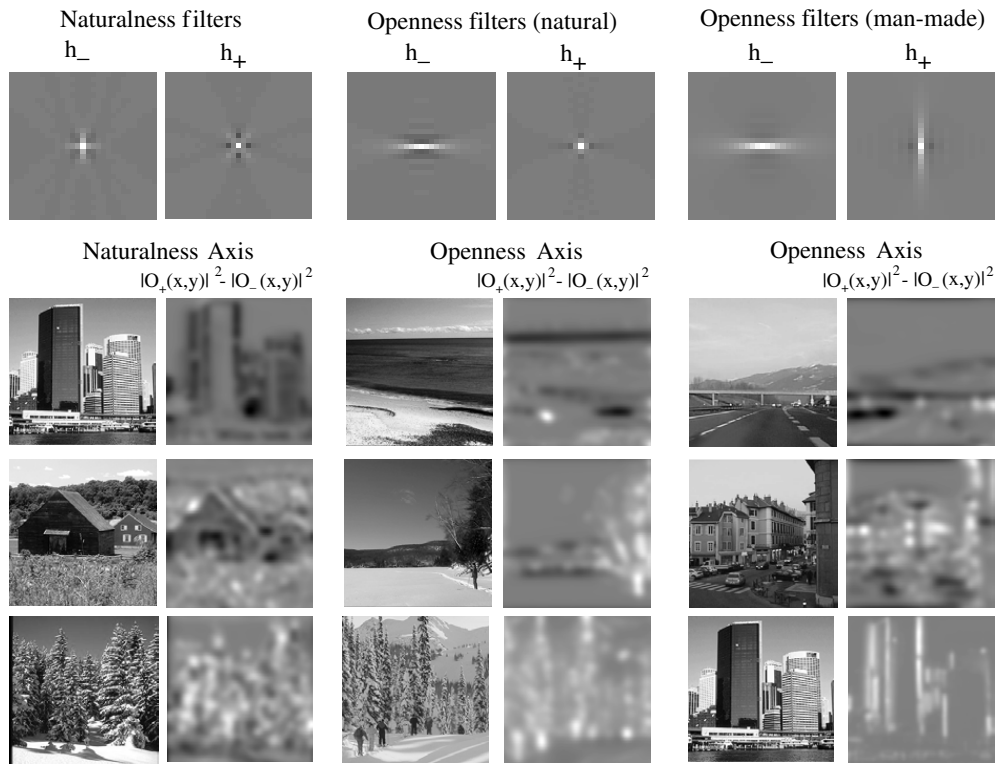 Naturalness filters
h_ h+
Openness filters (natural)
h_ h+
Openness filters (man-made)
h_ h+
Naturalness Axis
|O+(x,y)|² - |O_(x,y)|²
Openness Axis
|O+(x,y)|² - |O_(x,y)|²
Openness Axis
|O+(x,y)|² - |O_(x,y)|²